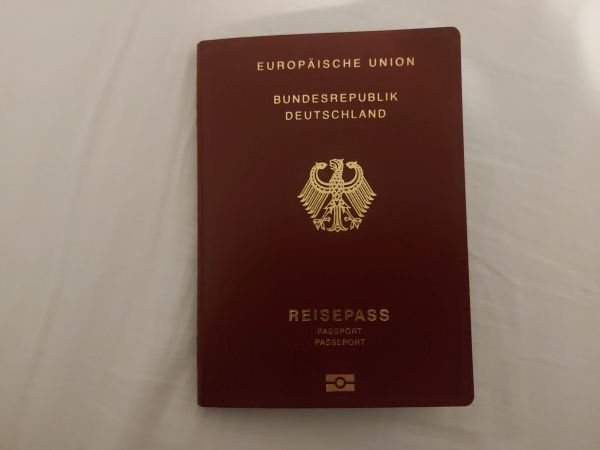 EUROPÄISCHE UNION
BUNDESREPUBLIK
DEUTSCHLAND
REISEPASS
PASSPORT
PASSEPORT